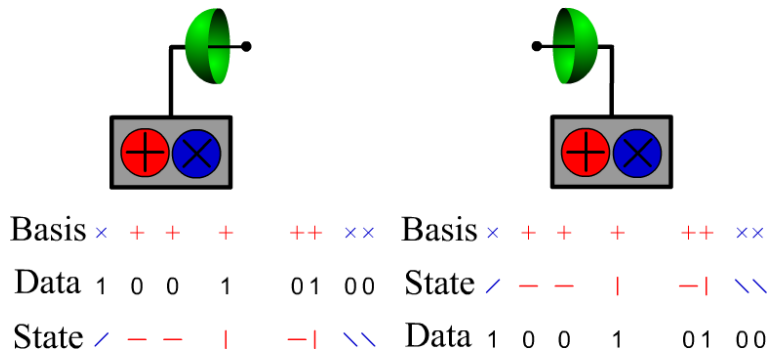 Basis × + + + ++ ××
Data 1 0 0 1 01 00
State / — — | —| \\
Basis × + + + ++ ××
State / — — | —| \\
Data 1 0 0 1 01 00